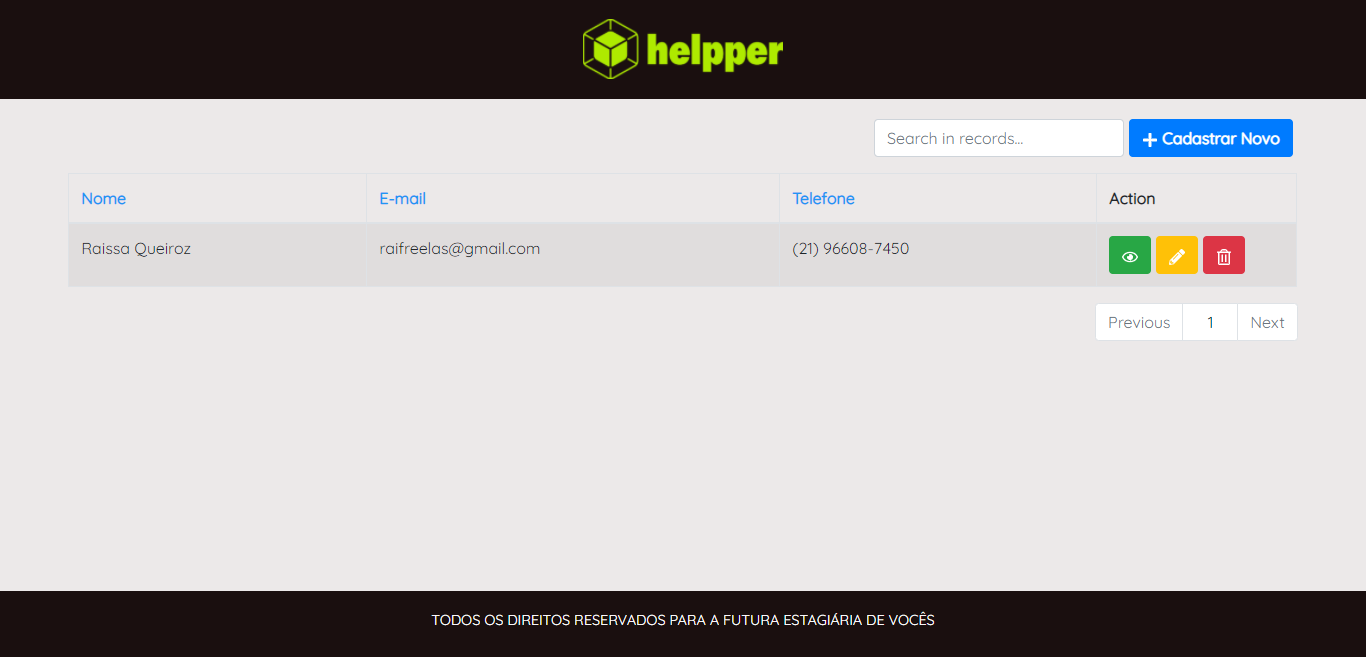 helpper
Search in records...
Cadastrar Novo
Nome E-mail Telefone Action
Raissa Queiroz raifreelas@gmail.com (21) 96608-7450
Previous 1 Next
TODOS OS DIREITOS RESERVADOS PARA A FUTURA ESTAGIÁRIA DE VOCÊS